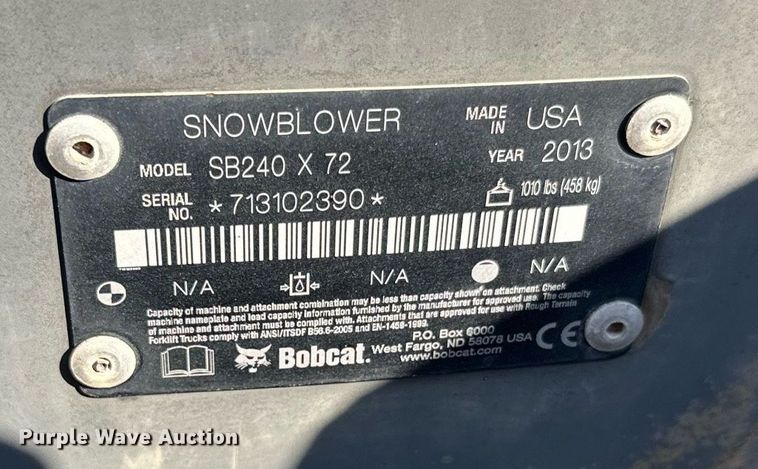 SNOWBLOWER MADE IN USA
MODEL SB240 X 72 YEAR 2013
SERIAL NO. *713102390* 1010 lbs (458 kg)
N/A N/A N/A
Capacity of machine and attachment combination may be less than capacity shown on attachment. Check
machine nameplate and load capacity information furnished by the manufacturer for approved use. The capacity
of machine and attachment must be complied with. Attachments that are approved for use with Rough Terrain
Forklift Trucks comply with ANSI/ITSDF B56.6-2005 and EN-1459-1999.
Bobcat. P.O. Box 6000
West Fargo, ND 58078 USA
www.bobcat.com
CE
Purple Wave Auction